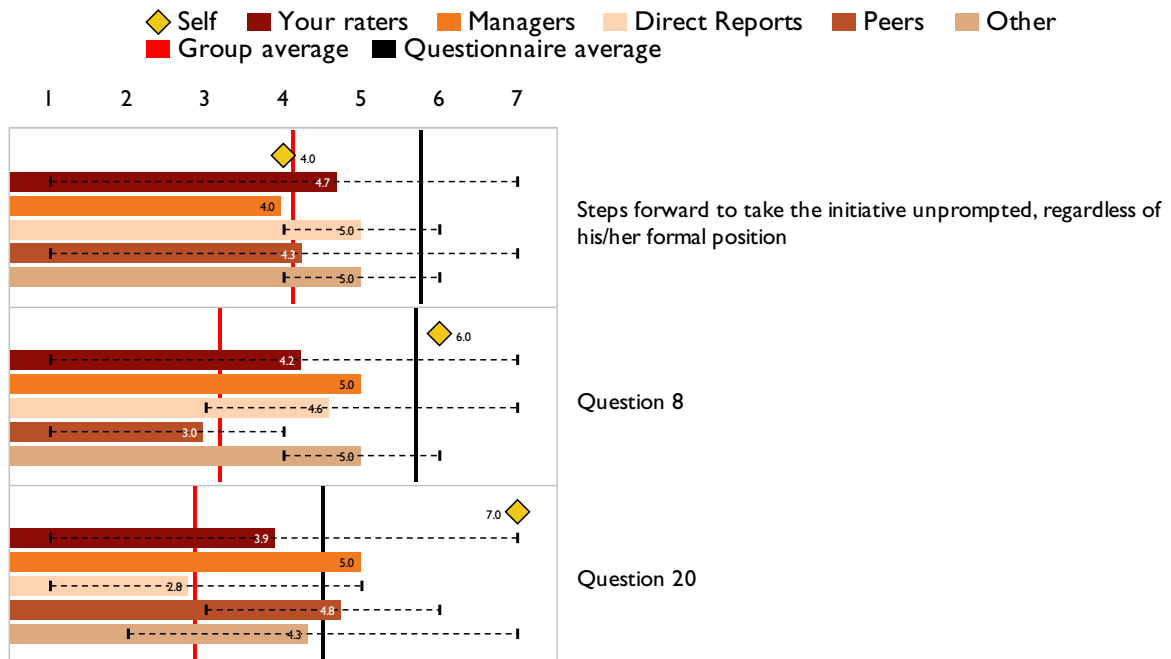 Self Your raters Managers Direct Reports Peers Other
Group average Questionnaire average
1 2 3 4 5 6 7
4.0
4.7
4.0
5.0
4.3
5.0
Steps forward to take the initiative unprompted, regardless of
his/her formal position
6.0
4.2
5.0
4.6
3.0
5.0
Question 8
7.0
3.9
5.0
2.8
4.8
4.3
Question 20